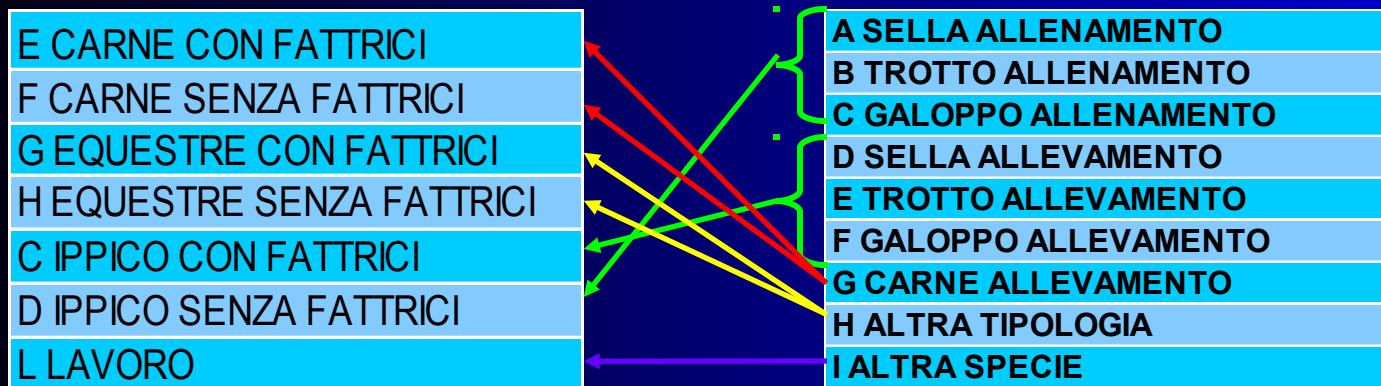 E CARNE CON FATTRICI
F CARNE SENZA FATTRICI
G EQUESTRE CON FATTRICI
H EQUESTRE SENZA FATTRICI
C IPPICO CON FATTRICI
D IPPICO SENZA FATTRICI
L LAVORO
A SELLA ALLENAMENTO
B TROTTO ALLENAMENTO
C GALOPPO ALLENAMENTO
D SELLA ALLEVAMENTO
E TROTTO ALLEVAMENTO
F GALOPPO ALLEVAMENTO
G CARNE ALLEVAMENTO
H ALTRA TIPOLOGIA
I ALTRA SPECIE